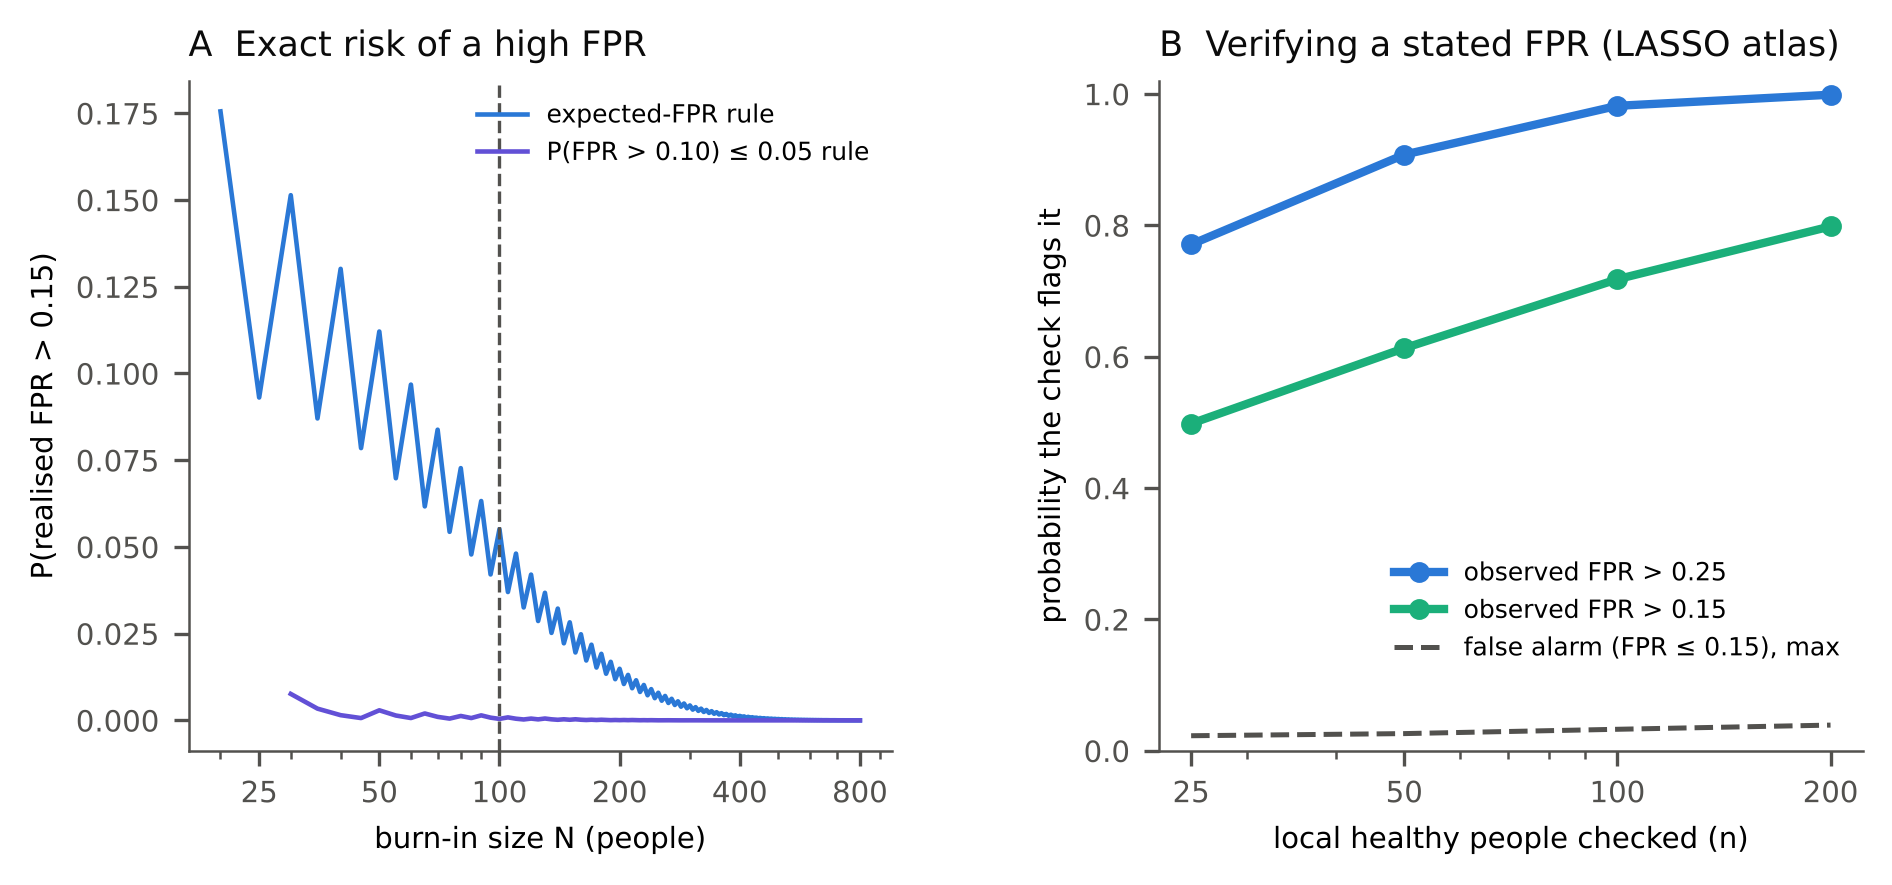 A Exact risk of a high FPR
P(realised FPR > 0.15)
0.175
0.150
0.125
0.100
0.075
0.050
0.025
0.000
expected-FPR rule
P(FPR > 0.10) ≤ 0.05 rule
25 50 100 200 400 800
burn-in size N (people)
B Verifying a stated FPR (LASSO atlas)
probability the check flags it
1.0
0.8
0.6
0.4
0.2
0.0
observed FPR > 0.25
observed FPR > 0.15
false alarm (FPR ≤ 0.15), max
25 50 100 200
local healthy people checked (n)